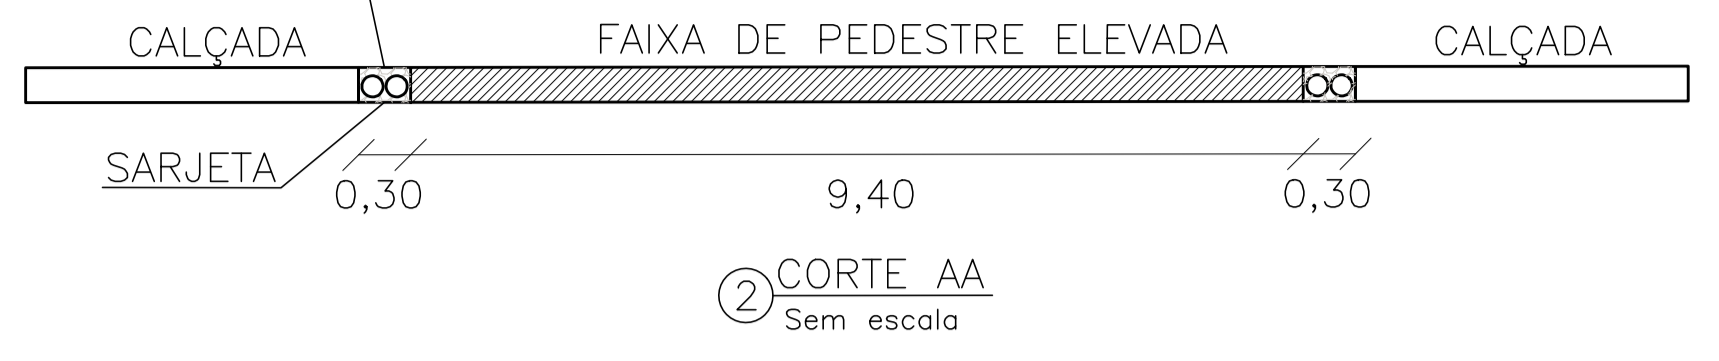 CALÇADA
FAIXA DE PEDESTRE ELEVADA
CALÇADA
SARJETA
0,30
9,40
0,30
2
CORTE AA
Sem escala